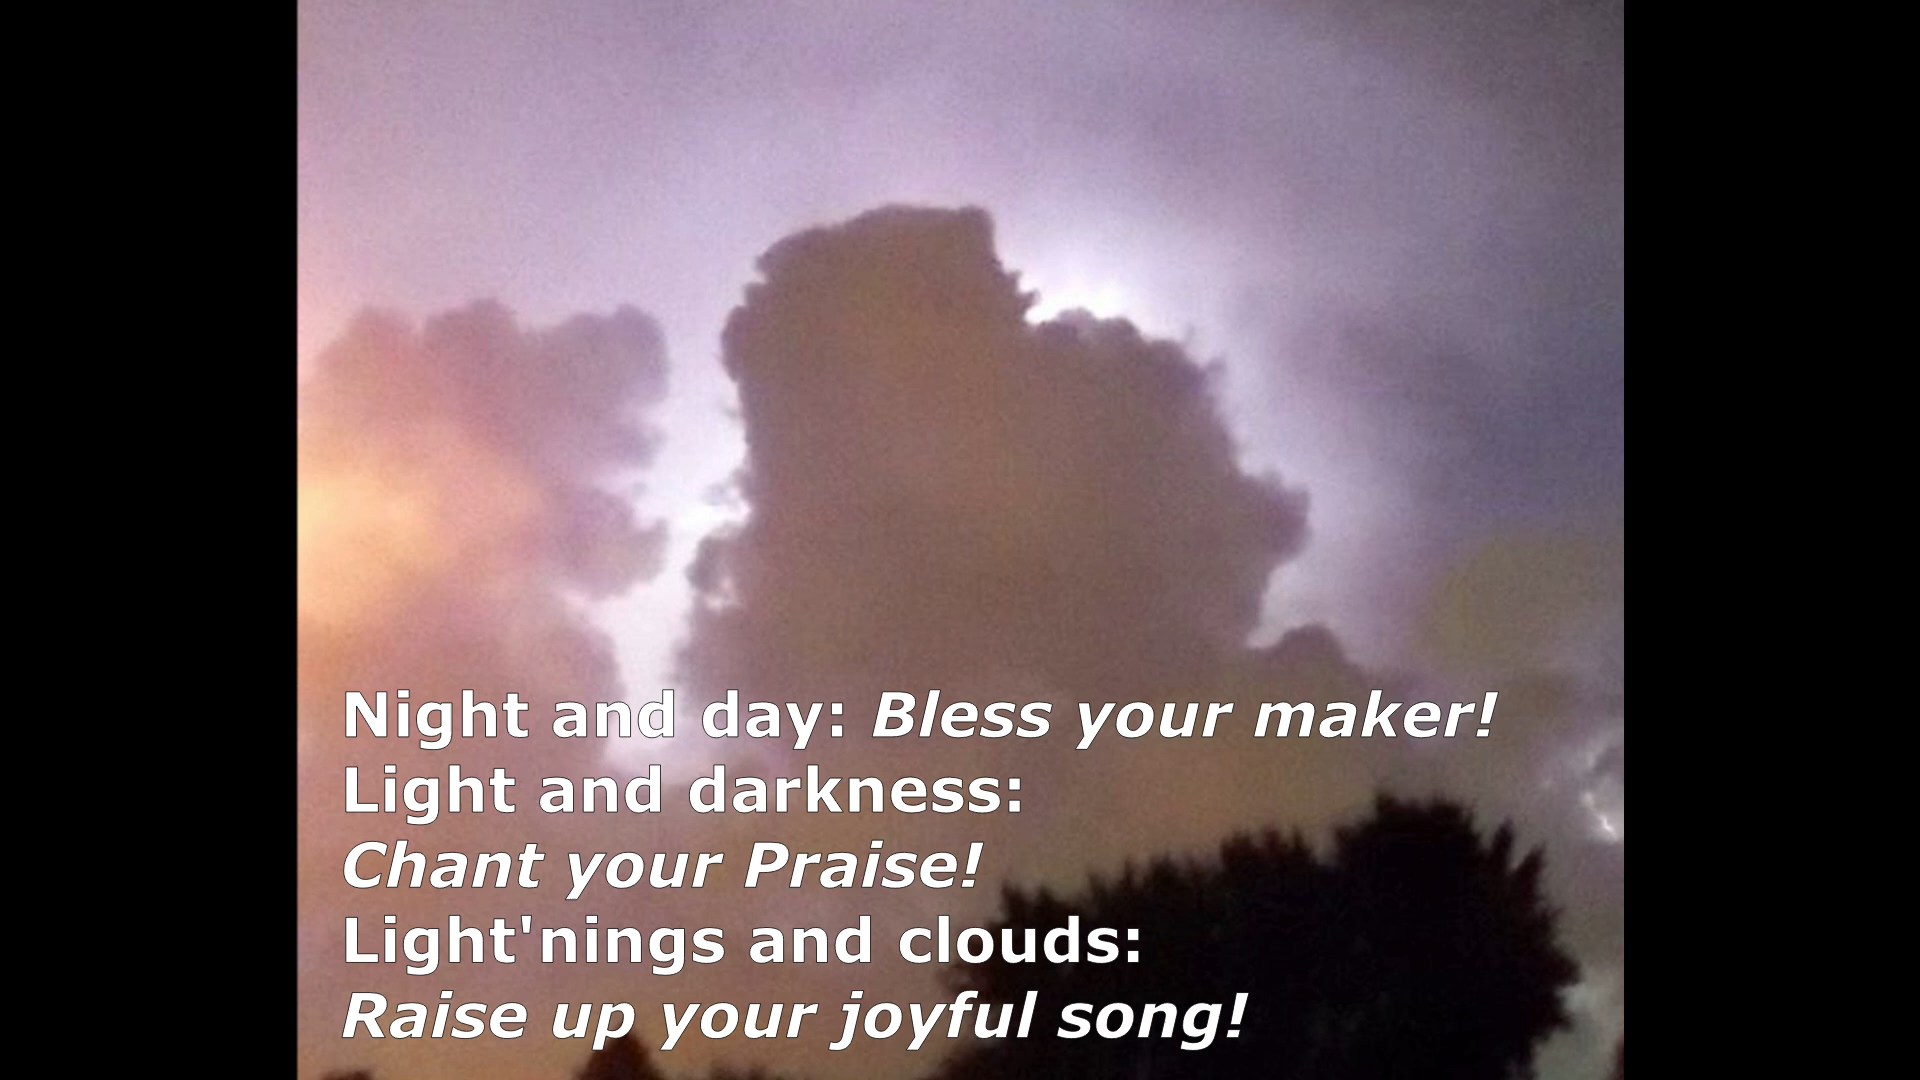 Night and day: Bless your maker!
Light and darkness:
Chant your Praise!
Light'nings and clouds:
Raise up your joyful song!